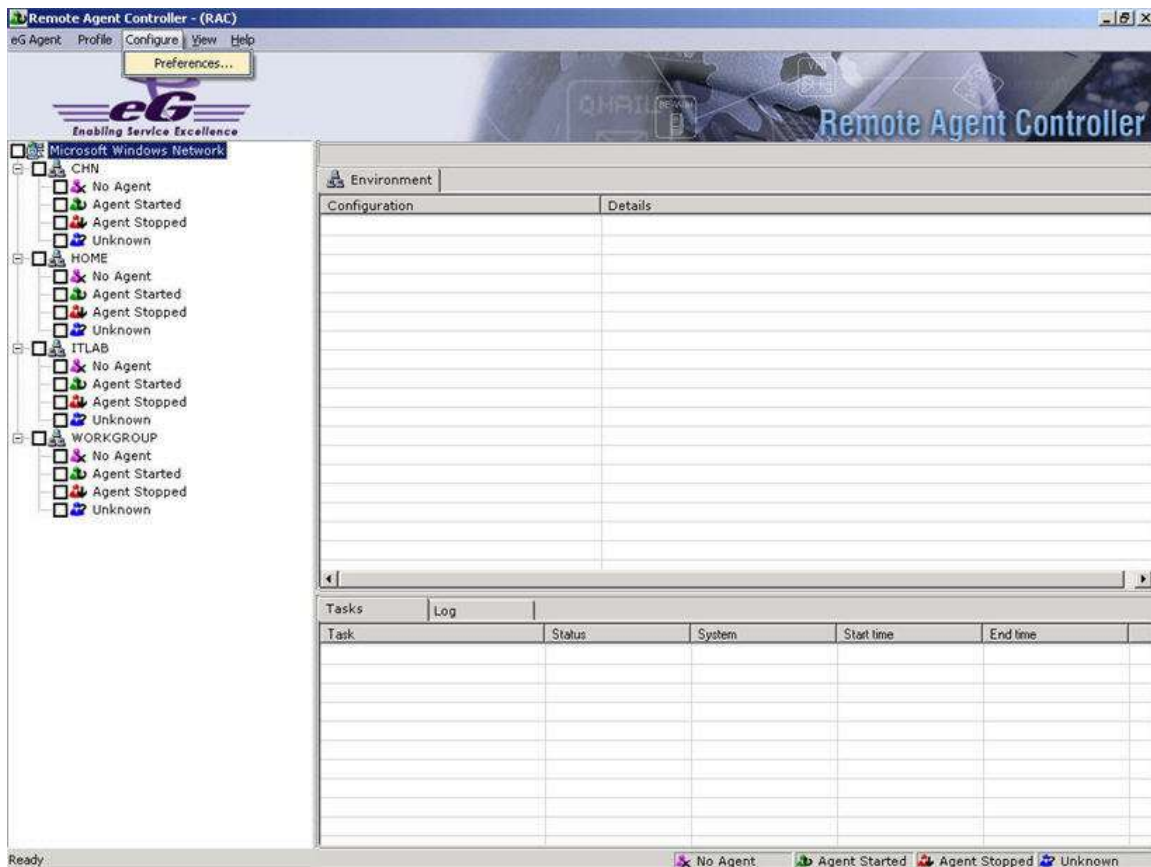 Remote Agent Controller - (RAC)
eG Agent Profile Configure View Help
Preferences...
eG
Enabling Service Excellence
QMAIL
Remote Agent Controller
Microsoft Windows Network
CHN
No Agent
Agent Started
Agent Stopped
Unknown
HOME
No Agent
Agent Started
Agent Stopped
Unknown
ITLAB
No Agent
Agent Started
Agent Stopped
Unknown
WORKGROUP
No Agent
Agent Started
Agent Stopped
Unknown
Environment
Configuration Details
Tasks Log
Task Status System Start time End time
Ready No Agent Agent Started Agent Stopped Unknown